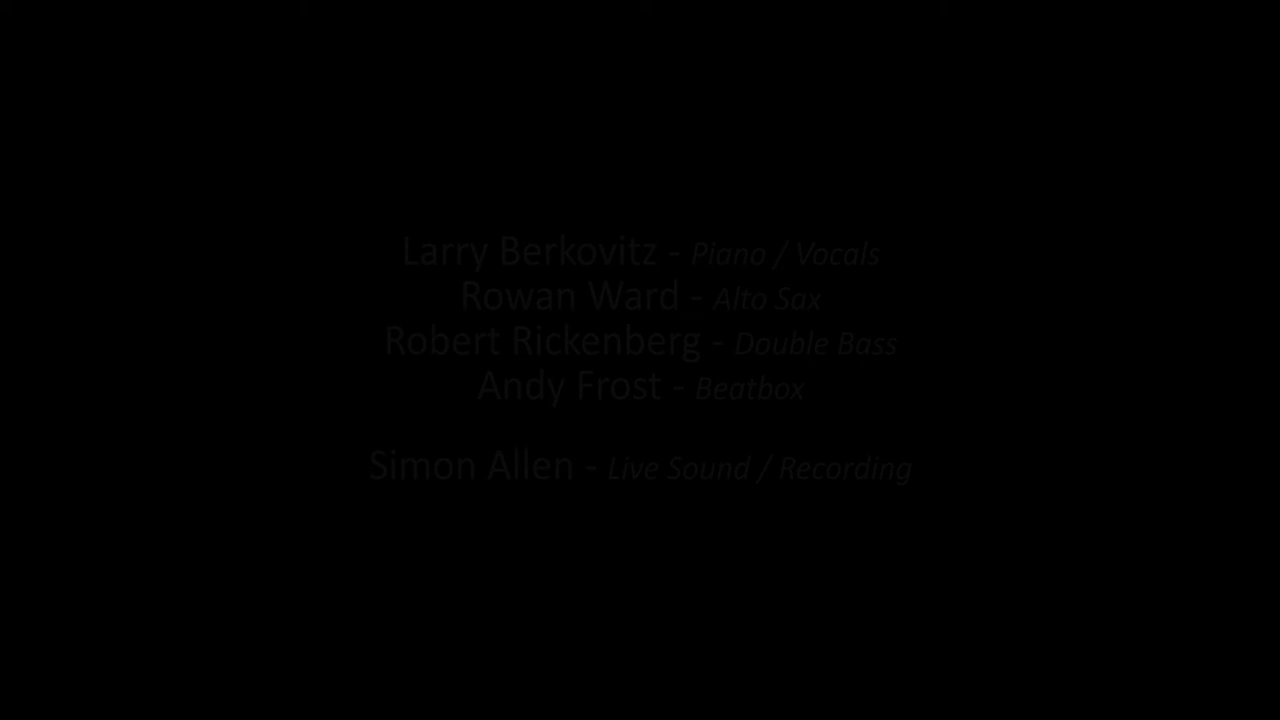 Larry Berkovitz - Piano / Vocals
Rowan Ward - Alto Sax
Robert Rickenberg - Double Bass
Andy Frost - Beatbox
Simon Allen - Live Sound / Recording